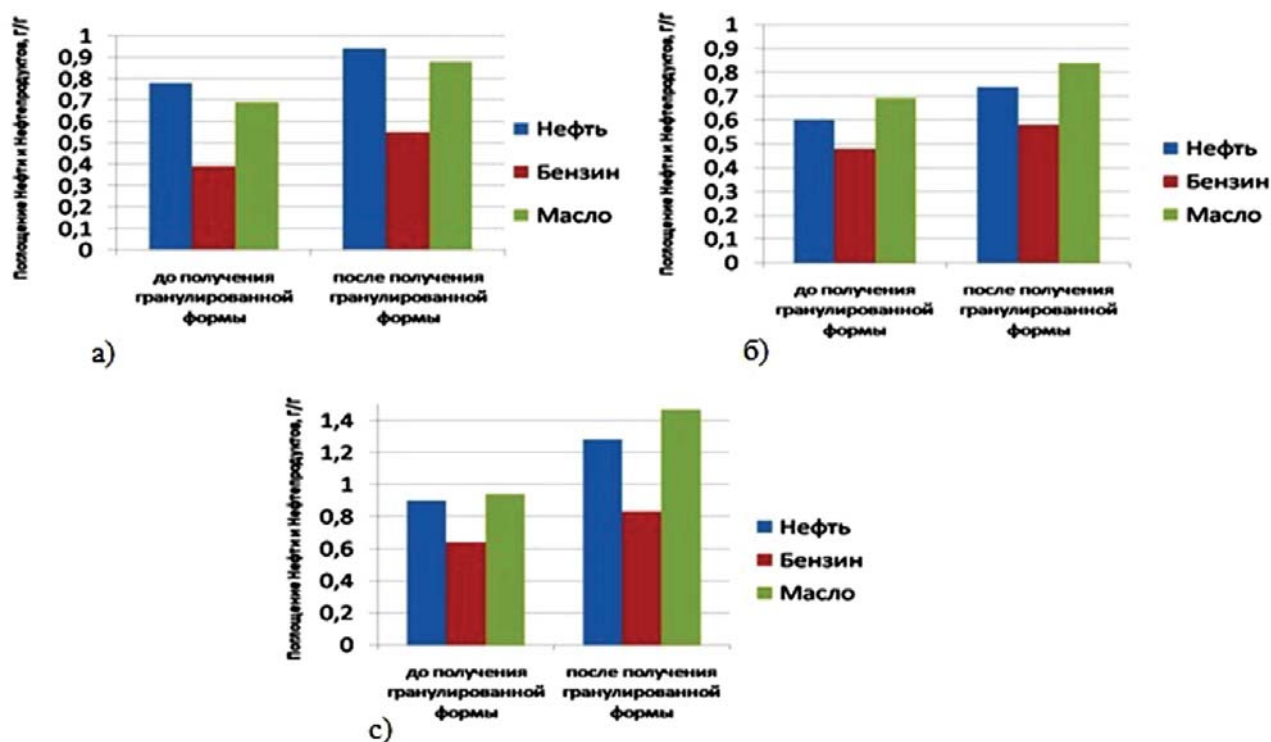 Поглощение Нефти и Нефтепродуктов, Г/Г
1
0,9
0,8
0,7
0,6
0,5
0,4
0,3
0,2
0,1
0
до получения
гранулированной
формы
после получения
гранулированной
формы
Нефть
Бензин
Масло
а)
Поглощение Нефти и Нефтепродуктов, Г/Г
1
0,9
0,8
0,7
0,6
0,5
0,4
0,3
0,2
0,1
0
до получения
гранулированной
формы
после получения
гранулированной
формы
Нефть
Бензин
Масло
б)
Поглощение Нефти и Нефтепродуктов, Г/Г
1,4
1,2
1
0,8
0,6
0,4
0,2
0
до получения
гранулированной
формы
после получения
гранулированной
формы
Нефть
Бензин
Масло
с)